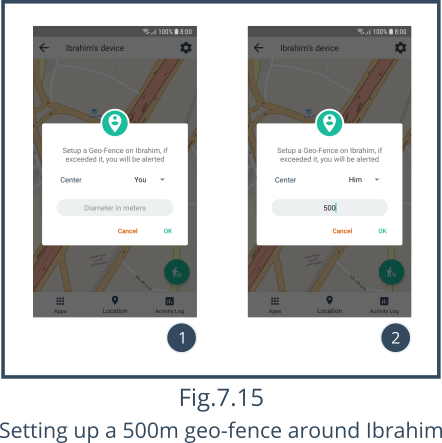 100% 8:00
Ibrahim's device
Setup a Geo-Fence on Ibrahim, if
exceeded it, you will be alerted
Center You
Diameter in meters
Cancel OK
Apps Location Activity Log
1
100% 8:00
Ibrahim's device
Setup a Geo-Fence on Ibrahim, if
exceeded it, you will be alerted
Center Him
500
Cancel OK
Apps Location Activity Log
2
Fig.7.15
Setting up a 500m geo-fence around Ibrahim